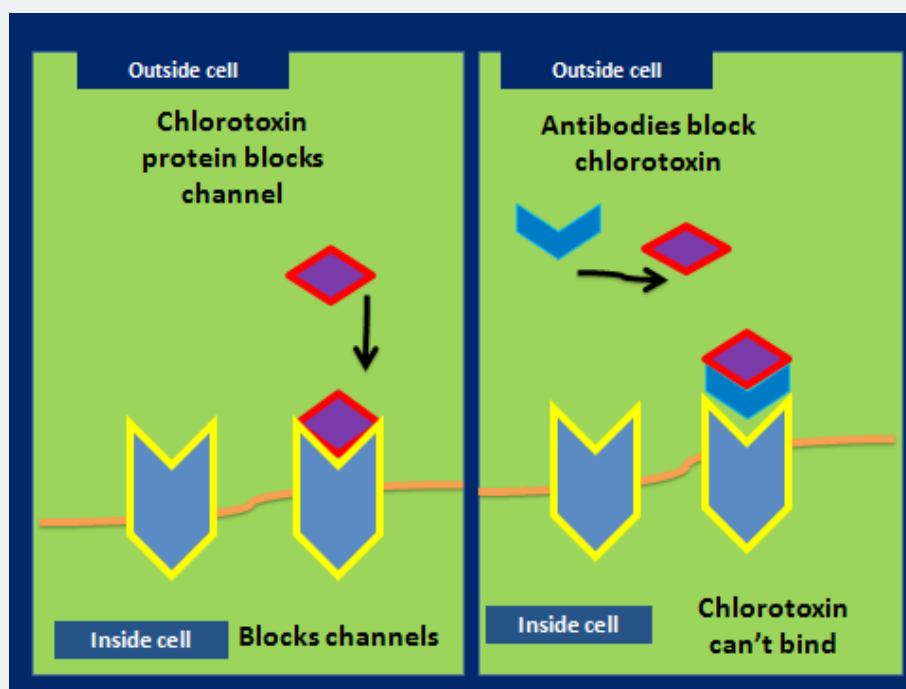 Outside cell
Chlorotoxin
protein blocks
channel
Inside cell
Blocks channels
Outside cell
Antibodies block
chlorotoxin
Inside cell
Chlorotoxin
can't bind